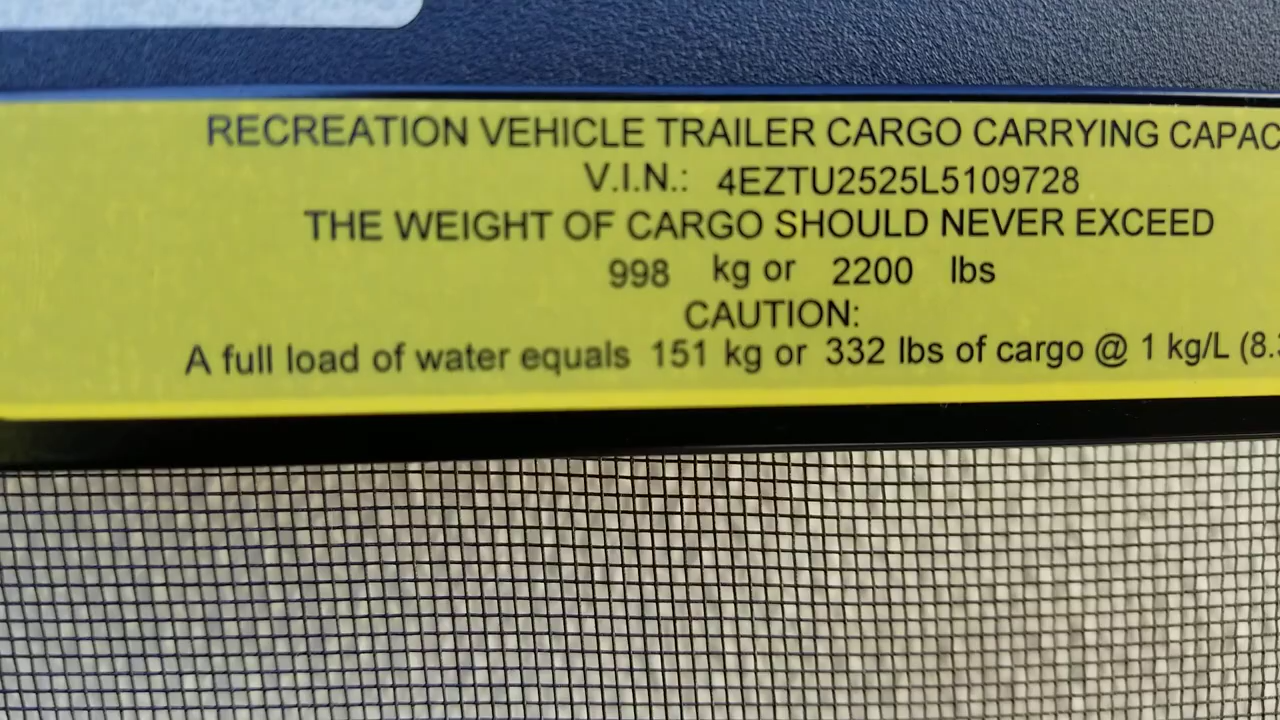 RECREATION VEHICLE TRAILER CARGO CARRYING CAPAC
V.I.N.: 4EZTU2525L5109728
THE WEIGHT OF CARGO SHOULD NEVER EXCEED
998 kg or 2200 lbs
CAUTION:
A full load of water equals 151 kg or 332 lbs of cargo @ 1 kg/L (8.